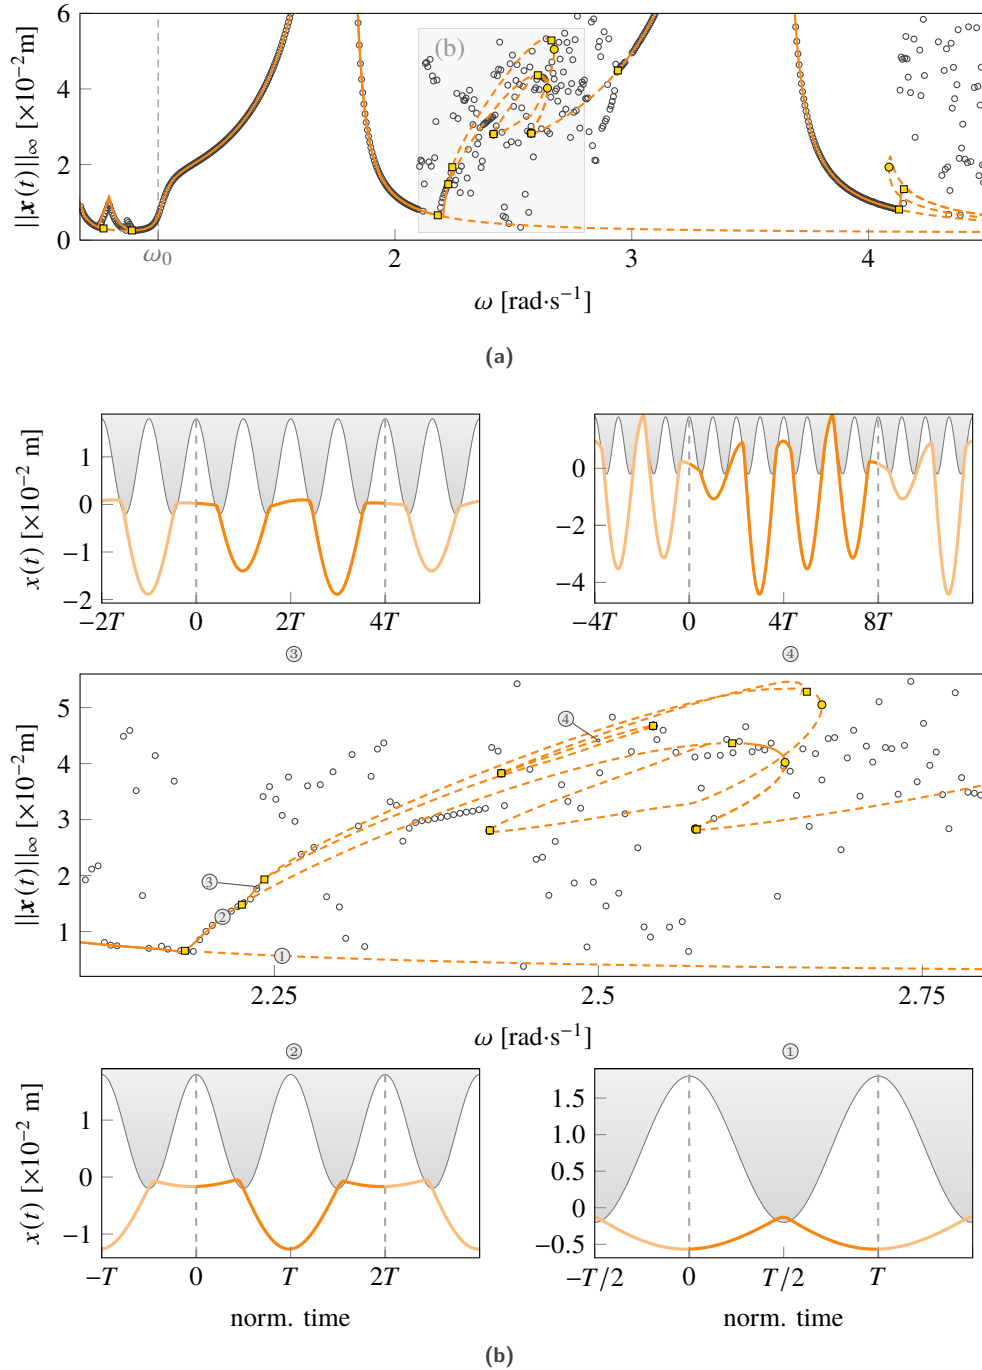 6
4
2
0
||x(t)||∞ [×10⁻²m]
(b)
ω₀
2
3
4
ω [rad·s⁻¹]
(a)
1
0
−1
−2
x(t) [×10⁻² m]
−2T
0
2T
4T
③
0
−2
−4
−4T
0
4T
8T
④
5
4
3
2
1
||x(t)||∞ [×10⁻²m]
④
③
②
①
2.25
2.5
2.75
ω [rad·s⁻¹]
②
①
1
0
−1
x(t) [×10⁻² m]
−T
0
T
2T
norm. time
1.5
1.0
0.5
0
−0.5
−T/2
0
T/2
T
norm. time
(b)